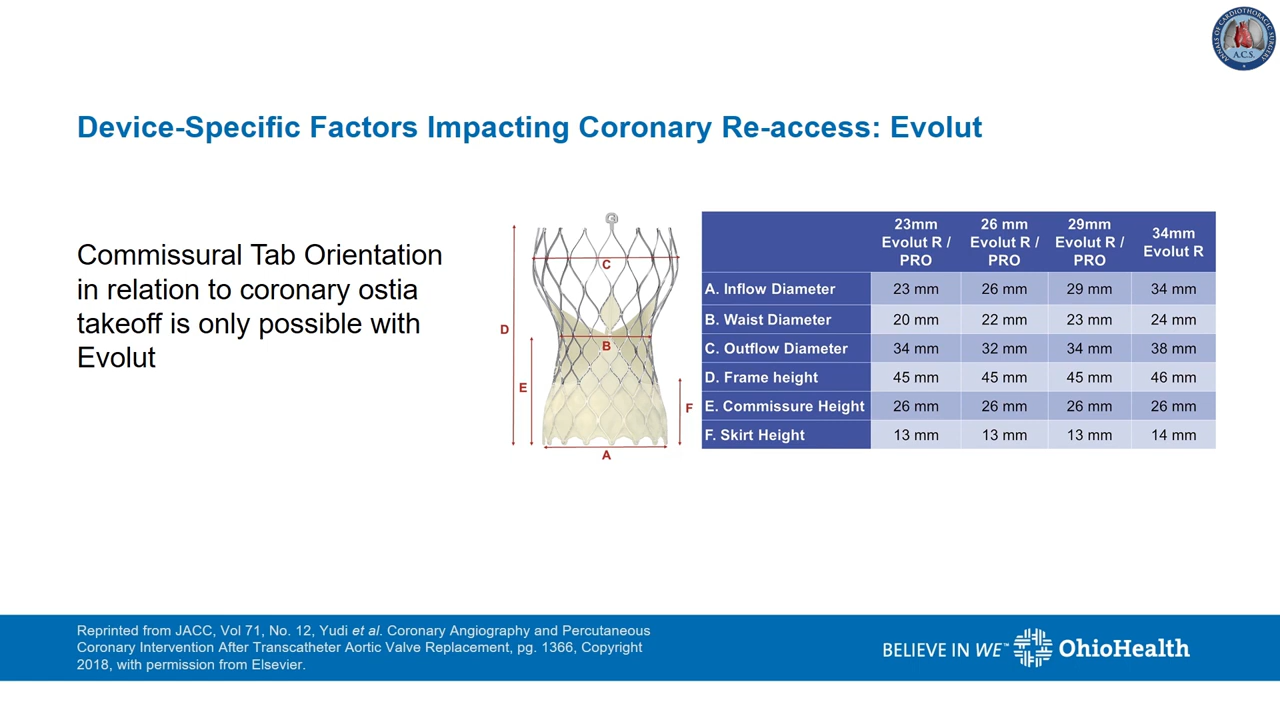 ANNALS OF CARDIOTHORACIC SURGERY
A.C.S.
Device-Specific Factors Impacting Coronary Re-access: Evolut
Commissural Tab Orientation
in relation to coronary ostia
takeoff is only possible with
Evolut
C
D
B
E
F
A
23mm Evolut R / PRO 26 mm Evolut R / PRO 29mm Evolut R / PRO 34mm Evolut R
A. Inflow Diameter 23 mm 26 mm 29 mm 34 mm
B. Waist Diameter 20 mm 22 mm 23 mm 24 mm
C. Outflow Diameter 34 mm 32 mm 34 mm 38 mm
D. Frame height 45 mm 45 mm 45 mm 46 mm
E. Commissure Height 26 mm 26 mm 26 mm 26 mm
F. Skirt Height 13 mm 13 mm 13 mm 14 mm
Reprinted from JACC, Vol 71, No. 12, Yudi et al. Coronary Angiography and Percutaneous
Coronary Intervention After Transcatheter Aortic Valve Replacement, pg. 1366, Copyright
2018, with permission from Elsevier.
BELIEVE IN WE™ OhioHealth